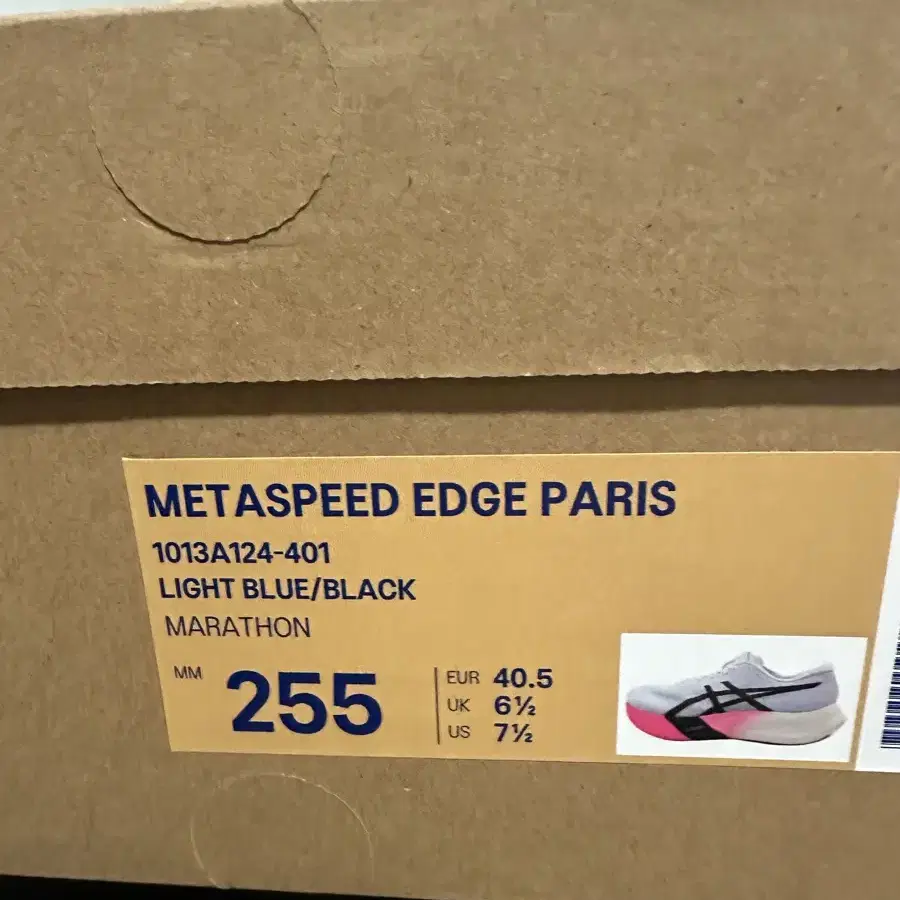 METASPEED EDGE PARIS
1013A124-401
LIGHT BLUE/BLACK
MARATHON
MM 255
EUR 40.5
UK 6½
US 7½